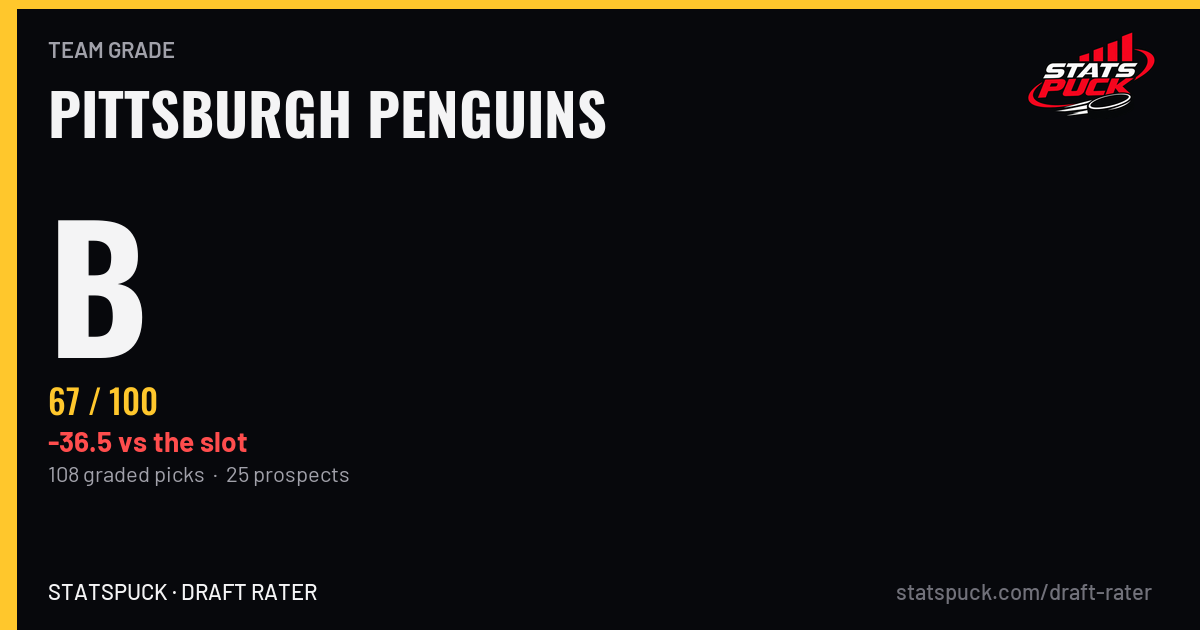 TEAM GRADE
STATS
PUCK
PITTSBURGH PENGUINS
B
67 / 100
-36.5 vs the slot
108 graded picks · 25 prospects
STATSPUCK · DRAFT RATER
statspuck.com/draft-rater